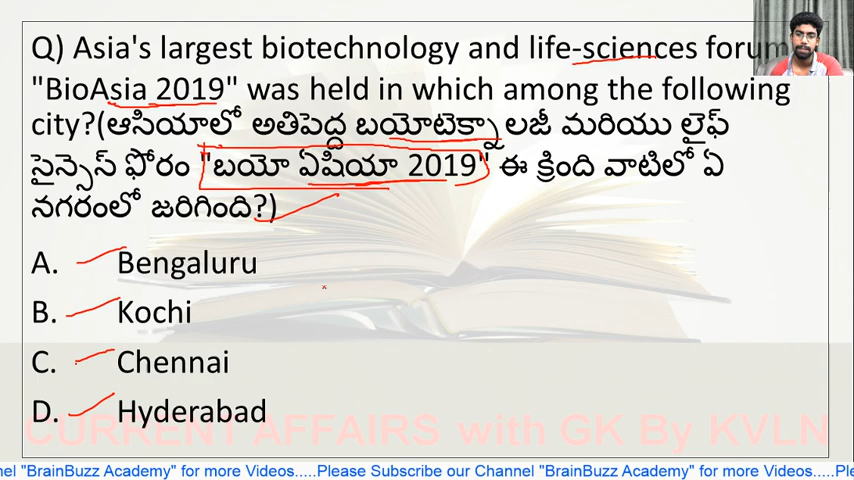 Q) Asia's largest biotechnology and life-sciences forum
"BioAsia 2019" was held in which among the following
city?(ఆసియాలో అతిపెద్ద బయోటెక్నాలజీ మరియు లైఫ్
సైన్సెస్ ఫోరం "బయో ఏషియా 2019" ఈ క్రింది వాటిలో ఏ
నగరంలో జరిగింది?)
A. Bengaluru
B. Kochi
C. Chennai
D. Hyderabad
CURRENT AFFAIRS with GK By KVLN
nel "BrainBuzz Academy" for more Videos.....Please Subscribe our Channel "BrainBuzz Academy" for more Videos.....Ple